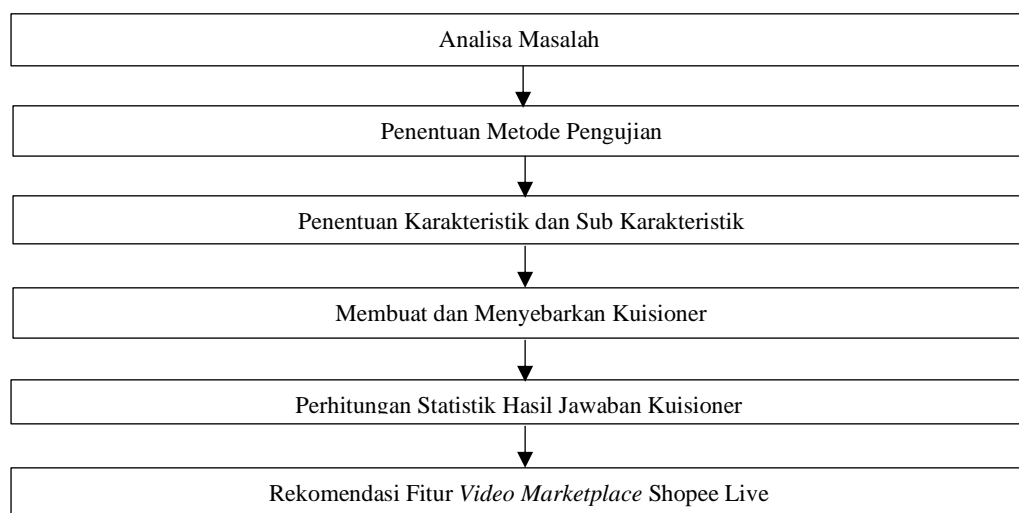 Analisa Masalah
Penentuan Metode Pengujian
Penentuan Karakteristik dan Sub Karakteristik
Membuat dan Menyebarkan Kuisioner
Perhitungan Statistik Hasil Jawaban Kuisioner
Rekomendasi Fitur Video Marketplace Shopee Live